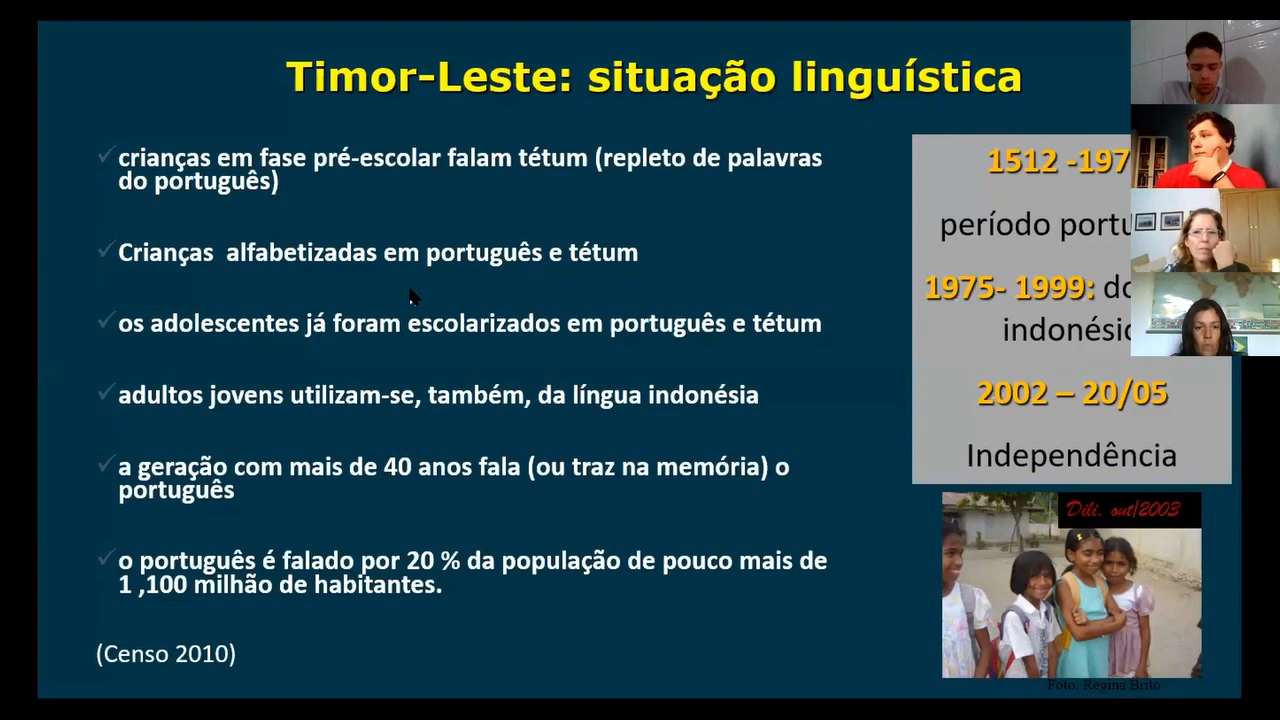 Timor-Leste: situação linguística
crianças em fase pré-escolar falam tétum (repleto de palavras
do português)
Crianças alfabetizadas em português e tétum
os adolescentes já foram escolarizados em português e tétum
adultos jovens utilizam-se, também, da língua indonésia
a geração com mais de 40 anos fala (ou traz na memória) o
português
o português é falado por 20 % da população de pouco mais de
1 ,100 milhão de habitantes.
(Censo 2010)
1512 -197
período portu
1975- 1999: do
indonési
2002 – 20/05
Independência
Dili. out/2003
Foto: Regina Brito